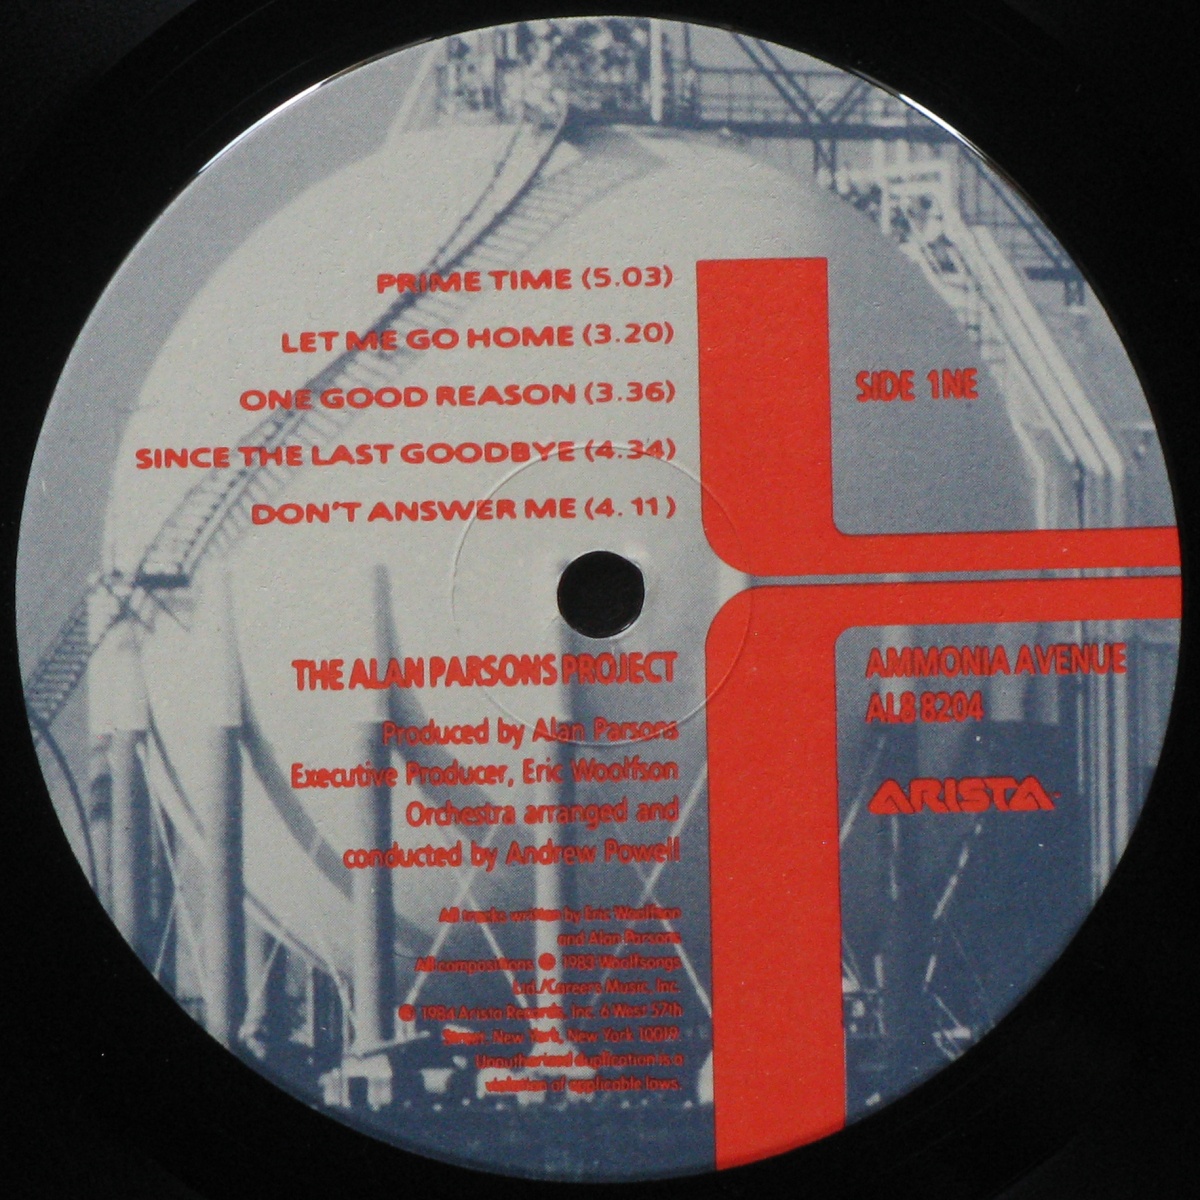 PRIME TIME (5.03)
LET ME GO HOME (3.20)
ONE GOOD REASON (3.36)
SINCE THE LAST GOODBYE (4.34)
DON'T ANSWER ME (4.11)
SIDE 1NE
THE ALAN PARSONS PROJECT
Produced by Alan Parsons
Executive Producer, Eric Woolfson
Orchestra arranged and
conducted by Andrew Powell
All tracks written by Eric Woolfson
and Alan Parsons
All compositions © 1983 Woolfsongs
Ltd./Careers Music, Inc.
℗ 1984 Arista Records, Inc. 6 West 57th
Street, New York, New York 10019.
Unauthorized duplication is a
violation of applicable laws.
AMMONIA AVENUE
AL8 8204
ARISTA